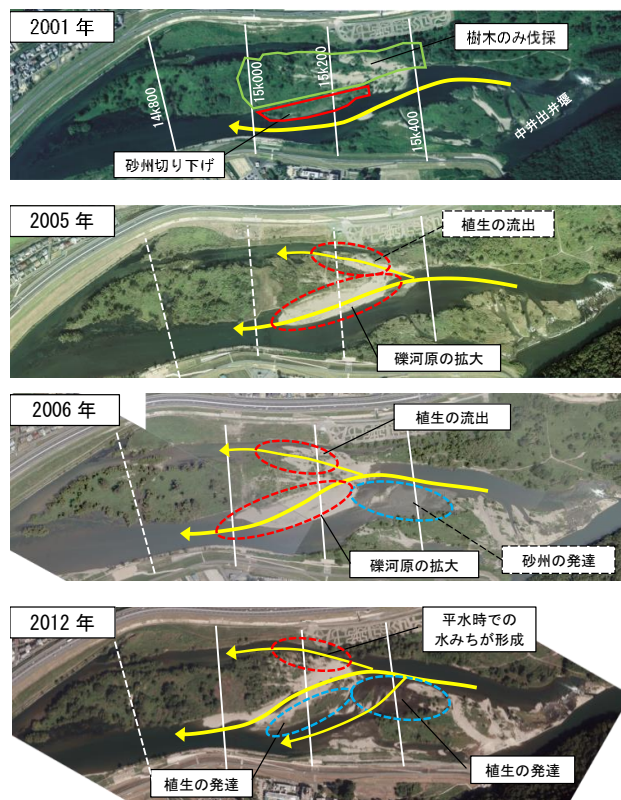 2001 年
樹木のみ伐採
14k800
15k000
15k200
15k400
中井出井堰
砂州切り下げ
2005 年
植生の流出
礫河原の拡大
2006 年
植生の流出
砂州の発達
礫河原の拡大
2012 年
平水時での
水みちが形成
植生の発達
植生の発達